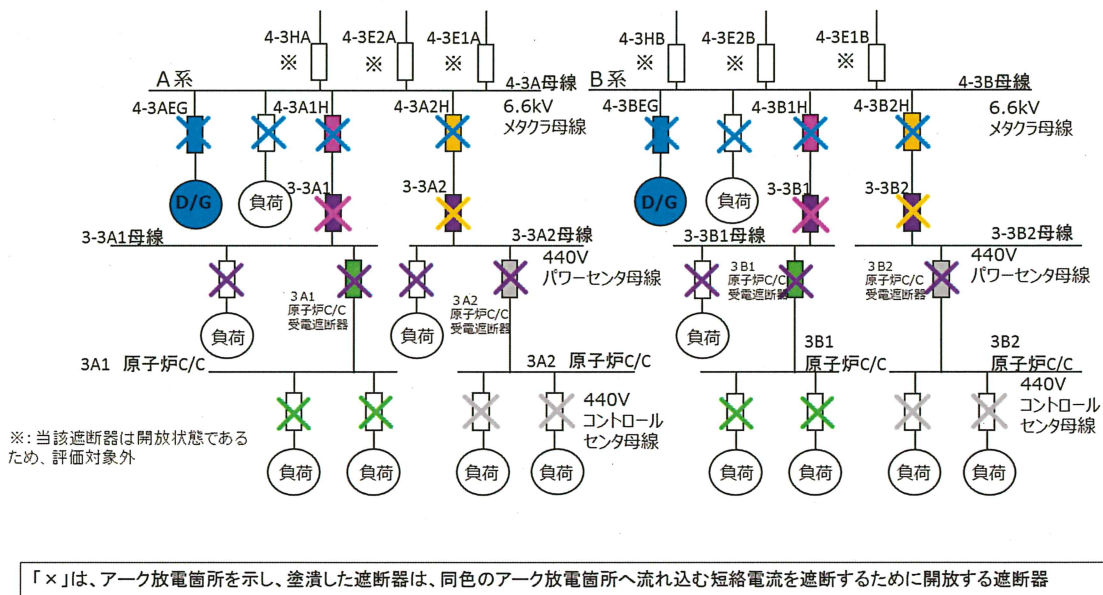 4-3HA
4-3E2A
4-3E1A
※
※
※
A系
4-3A母線
4-3AEG
4-3A1H
4-3A2H
6.6kV
メタクラ母線
D/G
負荷
3-3A1
3-3A2
3-3A1母線
3-3A2母線
440V
パワーセンタ母線
3A1
原子炉C/C
受電遮断器
3A2
原子炉C/C
受電遮断器
負荷
負荷
3A1 原子炉C/C
3A2 原子炉C/C
440V
コントロール
センタ母線
負荷
負荷
負荷
負荷
※:当該遮断器は開放状態である
ため、評価対象外
4-3HB
4-3E2B
4-3E1B
※
※
※
B系
4-3B母線
4-3BEG
4-3B1H
4-3B2H
6.6kV
メタクラ母線
D/G
負荷
3-3B1
3-3B2
3-3B1母線
3-3B2母線
440V
パワーセンタ母線
3B1
原子炉C/C
受電遮断器
3B2
原子炉C/C
受電遮断器
負荷
3B1
原子炉C/C
3B2
原子炉C/C
440V
コントロール
センタ母線
負荷
負荷
負荷
負荷
「×」は、アーク放電箇所を示し、塗潰した遮断器は、同色のアーク放電箇所へ流れ込む短絡電流を遮断するために開放する遮断器